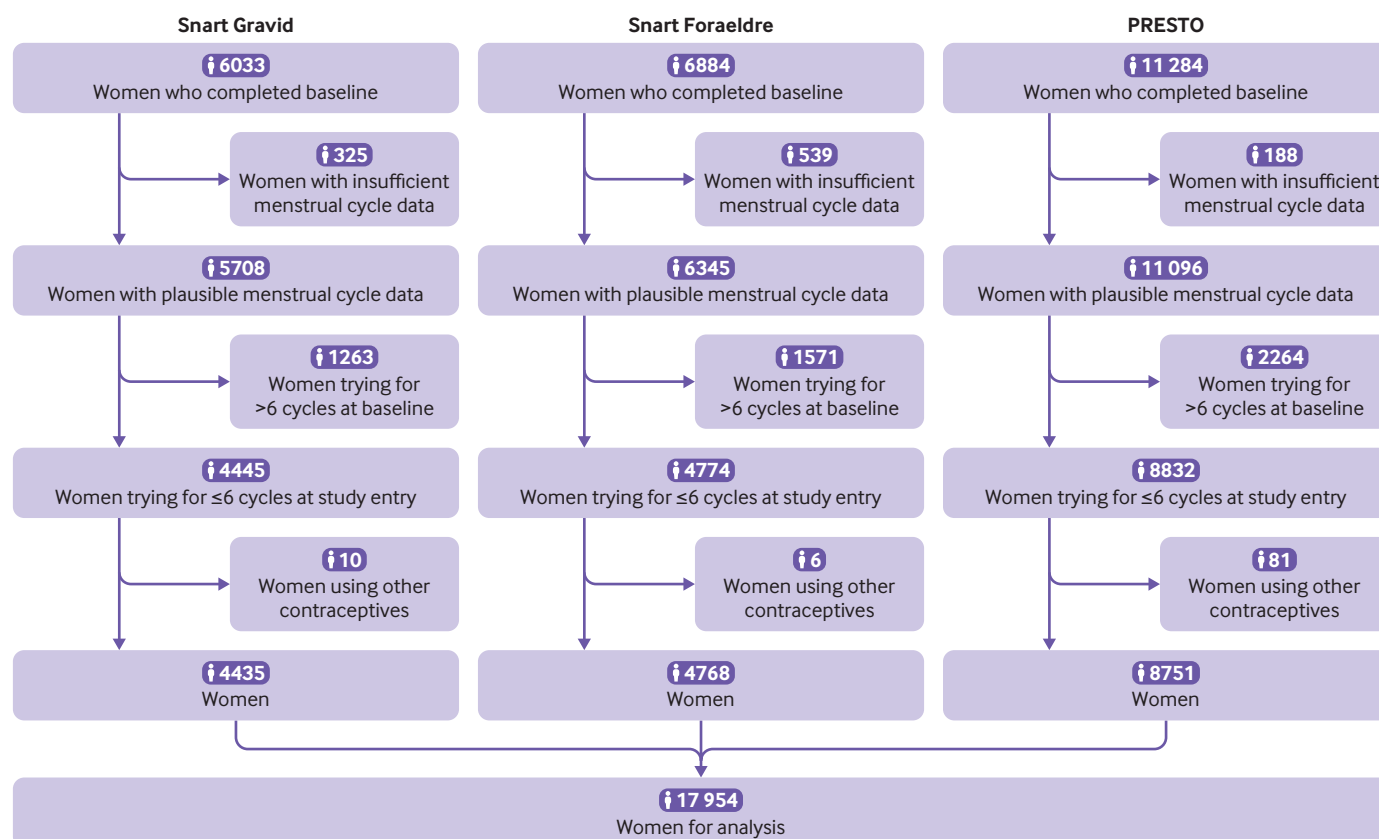 Snart Gravid
6033
Women who completed baseline
325
Women with insufficient
menstrual cycle data
5708
Women with plausible menstrual cycle data
1263
Women trying for
>6 cycles at baseline
4445
Women trying for ≤6 cycles at study entry
10
Women using other
contraceptives
4435
Women
Snart Foraeldre
6884
Women who completed baseline
539
Women with insufficient
menstrual cycle data
6345
Women with plausible menstrual cycle data
1571
Women trying for
>6 cycles at baseline
4774
Women trying for ≤6 cycles at study entry
6
Women using other
contraceptives
4768
Women
PRESTO
11 284
Women who completed baseline
188
Women with insufficient
menstrual cycle data
11 096
Women with plausible menstrual cycle data
2264
Women trying for
>6 cycles at baseline
8832
Women trying for ≤6 cycles at study entry
81
Women using other
contraceptives
8751
Women
17 954
Women for analysis